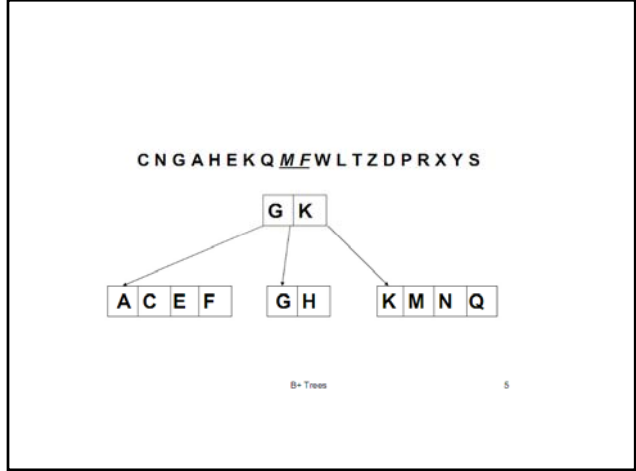 C N G A H E K Q M F W L T Z D P R X Y S
G K
A C E F G H K M N Q
B+ Trees 5